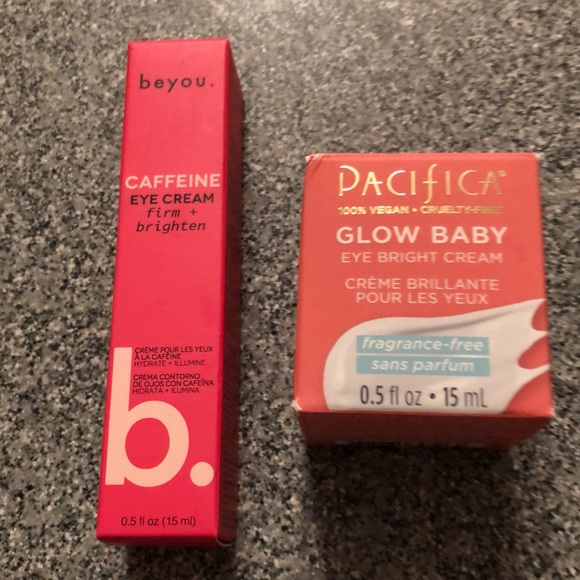 beyou.
CAFFEINE
EYE CREAM
firm +
brighten
CRÈME POUR LES YEUX
À LA CAFÉINE
HYDRATE + ILLUMINE
CREMA CONTORNO
DE OJOS CON CAFEÍNA
HIDRATA + ILUMINA
b.
0.5 fl oz (15 ml)
PACIFICA®
100% VEGAN • CRUELTY-FREE
GLOW BABY
EYE BRIGHT CREAM
CRÈME BRILLANTE
POUR LES YEUX
fragrance-free
sans parfum
0.5 fl oz • 15 mL